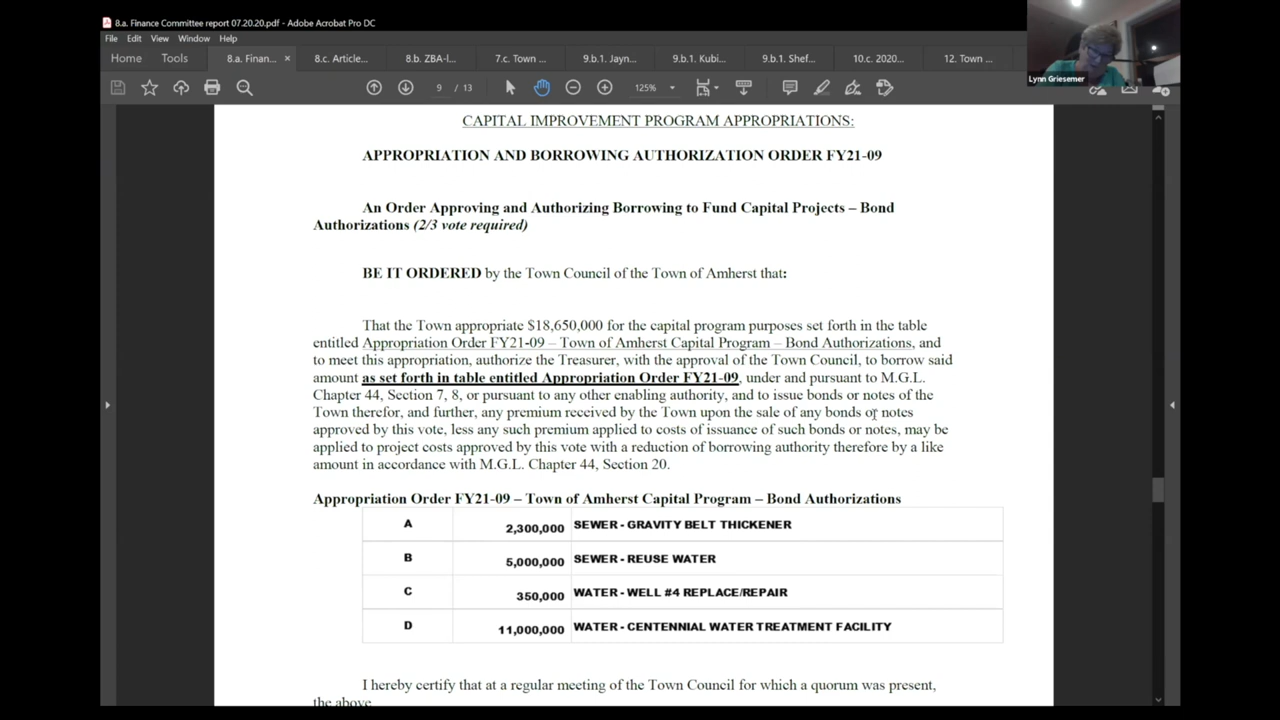 8.a. Finance Committee report 07.20.20.pdf - Adobe Acrobat Pro DC
File Edit View Window Help
Home Tools 8.a. Finan... × 8.c. Article... 8.b. ZBA-I... 7.c. Town ... 9.b.1. Jayn... 9.b.1. Kubi... 9.b.1. Shef... 10.c. 2020... 12. Town ...
Lynn Griesemer
9 / 13 125%
CAPITAL IMPROVEMENT PROGRAM APPROPRIATIONS:
APPROPRIATION AND BORROWING AUTHORIZATION ORDER FY21-09
An Order Approving and Authorizing Borrowing to Fund Capital Projects – Bond
Authorizations (2/3 vote required)
BE IT ORDERED by the Town Council of the Town of Amherst that:
That the Town appropriate $18,650,000 for the capital program purposes set forth in the table
entitled Appropriation Order FY21-09 – Town of Amherst Capital Program – Bond Authorizations, and
to meet this appropriation, authorize the Treasurer, with the approval of the Town Council, to borrow said
amount as set forth in table entitled Appropriation Order FY21-09, under and pursuant to M.G.L.
Chapter 44, Section 7, 8, or pursuant to any other enabling authority, and to issue bonds or notes of the
Town therefor, and further, any premium received by the Town upon the sale of any bonds or notes
approved by this vote, less any such premium applied to costs of issuance of such bonds or notes, may be
applied to project costs approved by this vote with a reduction of borrowing authority therefore by a like
amount in accordance with M.G.L. Chapter 44, Section 20.
Appropriation Order FY21-09 – Town of Amherst Capital Program – Bond Authorizations
A 2,300,000 SEWER - GRAVITY BELT THICKENER
B 5,000,000 SEWER - REUSE WATER
C 350,000 WATER - WELL #4 REPLACE/REPAIR
D 11,000,000 WATER - CENTENNIAL WATER TREATMENT FACILITY
I hereby certify that at a regular meeting of the Town Council for which a quorum was present,
the above